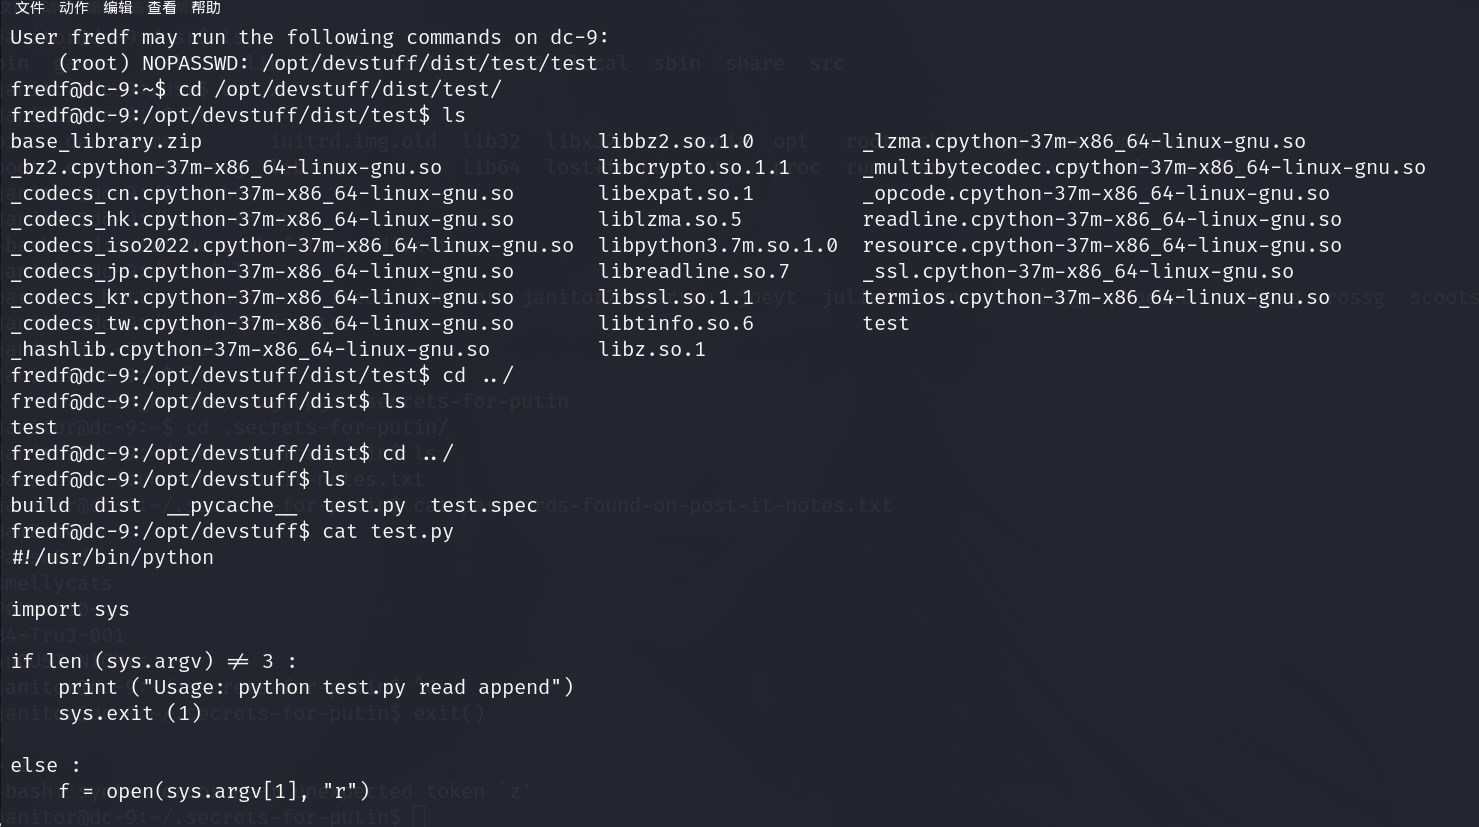 文件 动作 编辑 查看 帮助
User fredf may run the following commands on dc-9:
    (root) NOPASSWD: /opt/devstuff/dist/test/test
fredf@dc-9:~$ cd /opt/devstuff/dist/test/
fredf@dc-9:/opt/devstuff/dist/test$ ls
base_library.zip                                 libbz2.so.1.0         _lzma.cpython-37m-x86_64-linux-gnu.so
_bz2.cpython-37m-x86_64-linux-gnu.so             libcrypto.so.1.1      _multibytecodec.cpython-37m-x86_64-linux-gnu.so
_codecs_cn.cpython-37m-x86_64-linux-gnu.so       libexpat.so.1         _opcode.cpython-37m-x86_64-linux-gnu.so
_codecs_hk.cpython-37m-x86_64-linux-gnu.so       liblzma.so.5          readline.cpython-37m-x86_64-linux-gnu.so
_codecs_iso2022.cpython-37m-x86_64-linux-gnu.so  libpython3.7m.so.1.0  resource.cpython-37m-x86_64-linux-gnu.so
_codecs_jp.cpython-37m-x86_64-linux-gnu.so       libreadline.so.7      _ssl.cpython-37m-x86_64-linux-gnu.so
_codecs_kr.cpython-37m-x86_64-linux-gnu.so       libssl.so.1.1         termios.cpython-37m-x86_64-linux-gnu.so
_codecs_tw.cpython-37m-x86_64-linux-gnu.so       libtinfo.so.6         test
_hashlib.cpython-37m-x86_64-linux-gnu.so         libz.so.1
fredf@dc-9:/opt/devstuff/dist/test$ cd ../
fredf@dc-9:/opt/devstuff/dist$ ls
test
fredf@dc-9:/opt/devstuff/dist$ cd ../
fredf@dc-9:/opt/devstuff$ ls
build  dist  __pycache__  test.py  test.spec
fredf@dc-9:/opt/devstuff$ cat test.py
#!/usr/bin/python
import sys
if len (sys.argv) != 3 :
    print ("Usage: python test.py read append")
    sys.exit (1)
else :
    f = open(sys.argv[1], "r")